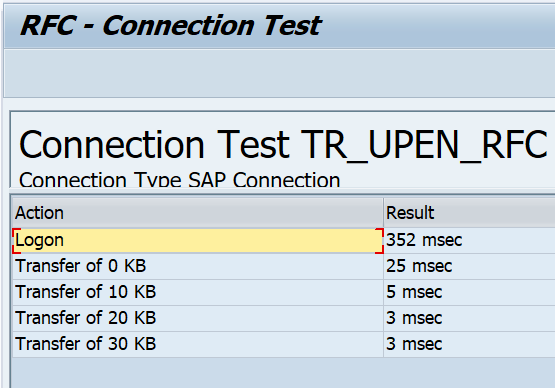 RFC - Connection Test
Connection Test TR_UPEN_RFC
Connection Type SAP Connection
Action Result
Logon 352 msec
Transfer of 0 KB 25 msec
Transfer of 10 KB 5 msec
Transfer of 20 KB 3 msec
Transfer of 30 KB 3 msec